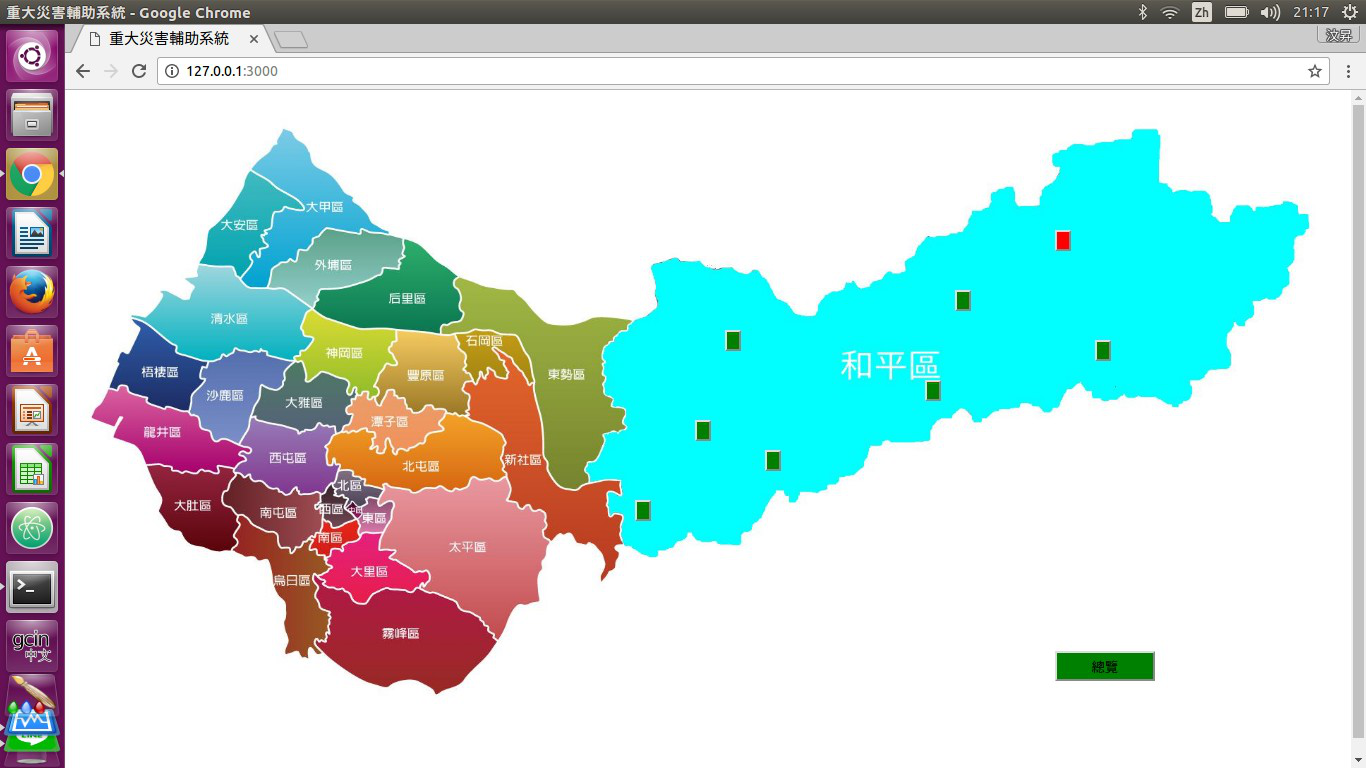 重大災害輔助系統 - Google Chrome
Zh
21:17
重大災害輔助系統
汶昇
127.0.0.1:3000
大甲區
大安區
外埔區
后里區
清水區
神岡區
石岡區
豐原區
東勢區
和平區
梧棲區
沙鹿區
大雅區
潭子區
龍井區
西屯區
北屯區
新社區
北區
大肚區
南屯區
西區
中區
東區
南區
太平區
大里區
烏日區
霧峰區
總覽
gcin
中文